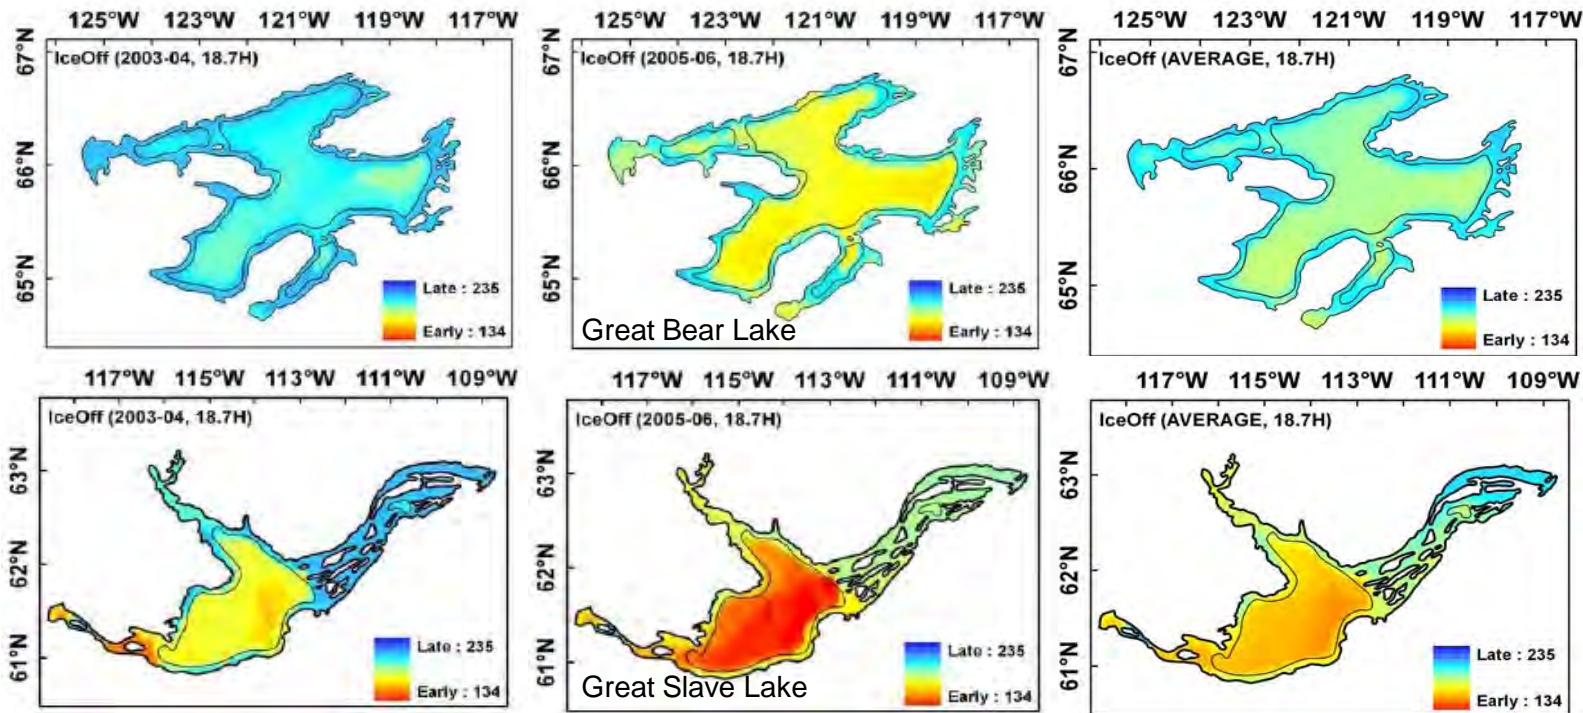 125°W 123°W 121°W 119°W 117°W
125°W 123°W 121°W 119°W 117°W
125°W 123°W 121°W 119°W 117°W
67°N
66°N
65°N
IceOff (2003-04, 18.7H)
Late : 235
Early : 134
67°N
66°N
65°N
IceOff (2005-06, 18.7H)
Late : 235
Early : 134
Great Bear Lake
67°N
66°N
65°N
IceOff (AVERAGE, 18.7H)
Late : 235
Early : 134
117°W 115°W 113°W 111°W 109°W
117°W 115°W 113°W 111°W 109°W
117°W 115°W 113°W 111°W 109°W
63°N
62°N
61°N
IceOff (2003-04, 18.7H)
Late : 235
Early : 134
63°N
62°N
61°N
IceOff (2005-06, 18.7H)
Late : 235
Early : 134
Great Slave Lake
63°N
62°N
61°N
IceOff (AVERAGE, 18.7H)
Late : 235
Early : 134